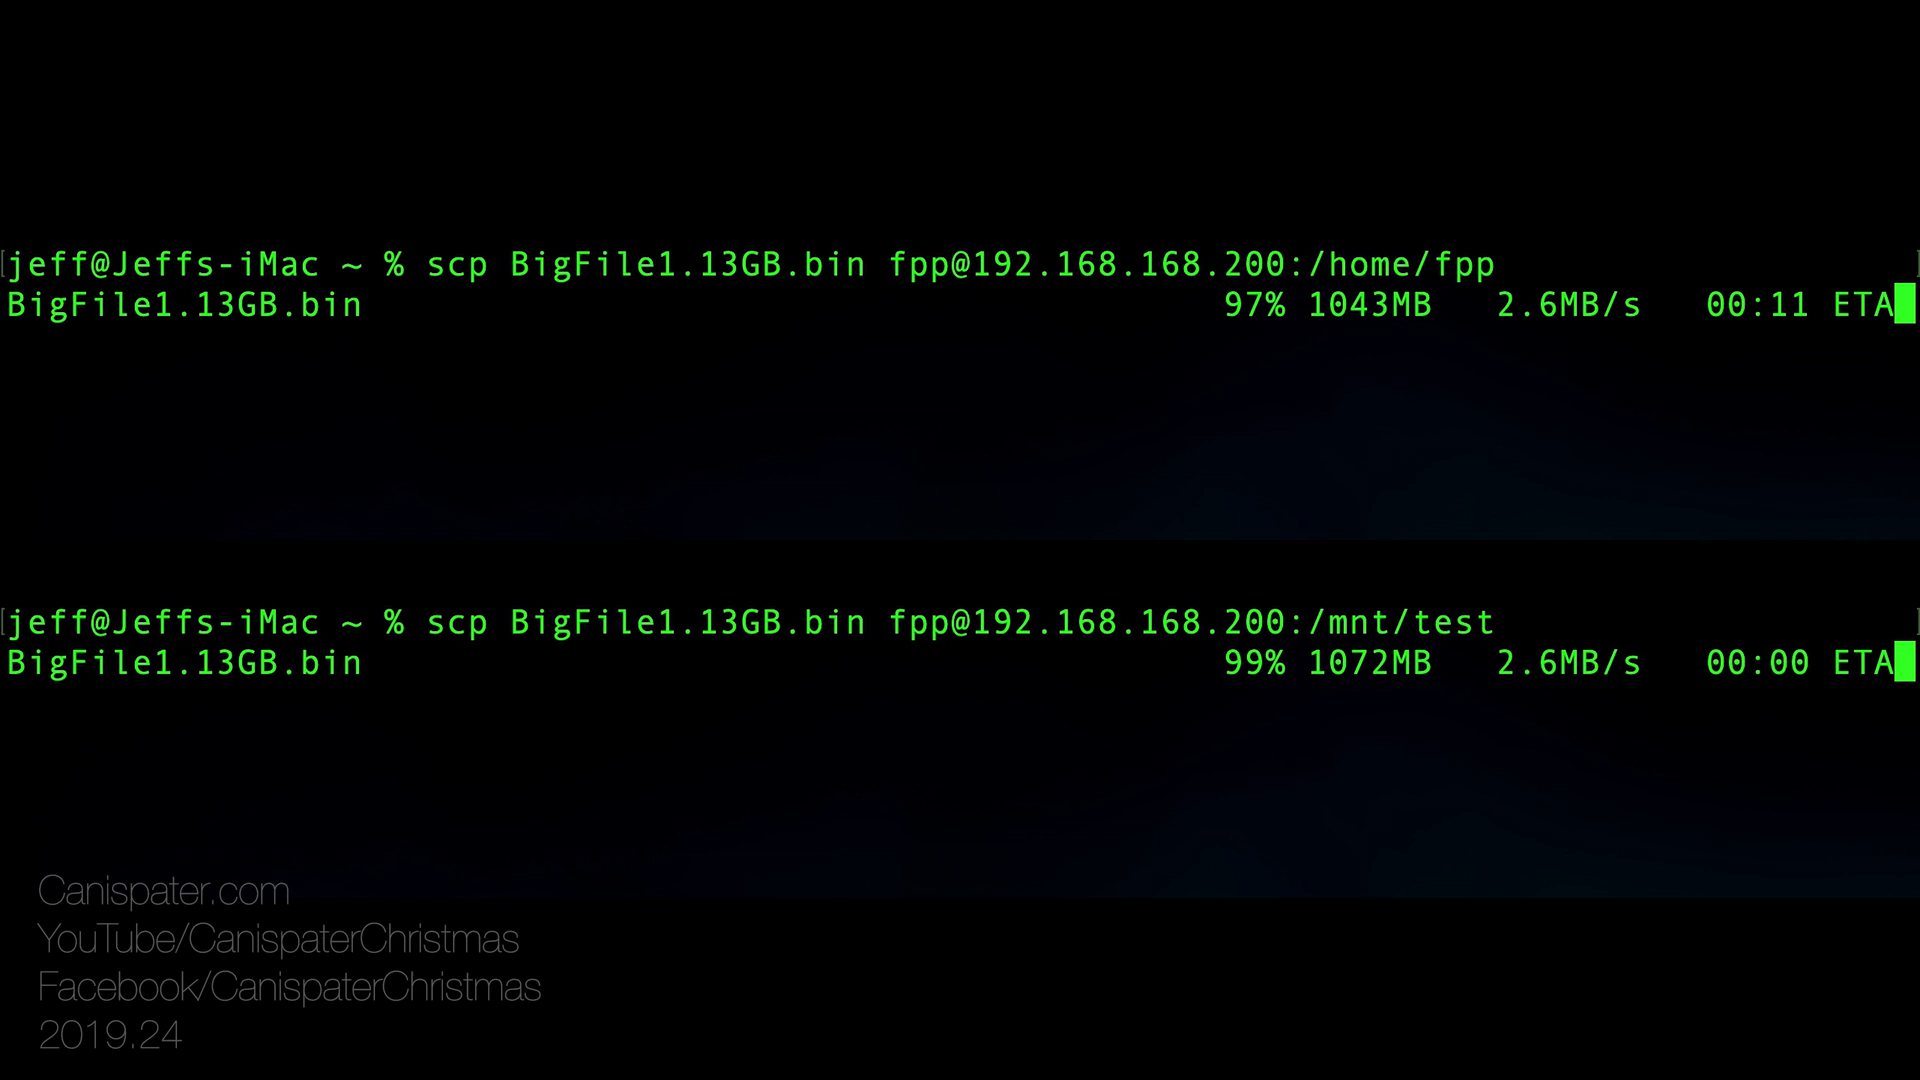 [jeff@Jeffs-iMac ~ % scp BigFile1.13GB.bin fpp@192.168.168.200:/home/fpp ]
BigFile1.13GB.bin 97% 1043MB 2.6MB/s 00:11 ETA
[jeff@Jeffs-iMac ~ % scp BigFile1.13GB.bin fpp@192.168.168.200:/mnt/test ]
BigFile1.13GB.bin 99% 1072MB 2.6MB/s 00:00 ETA
Canispater.com
YouTube/CanispaterChristmas
Facebook/CanispaterChristmas
2019.24